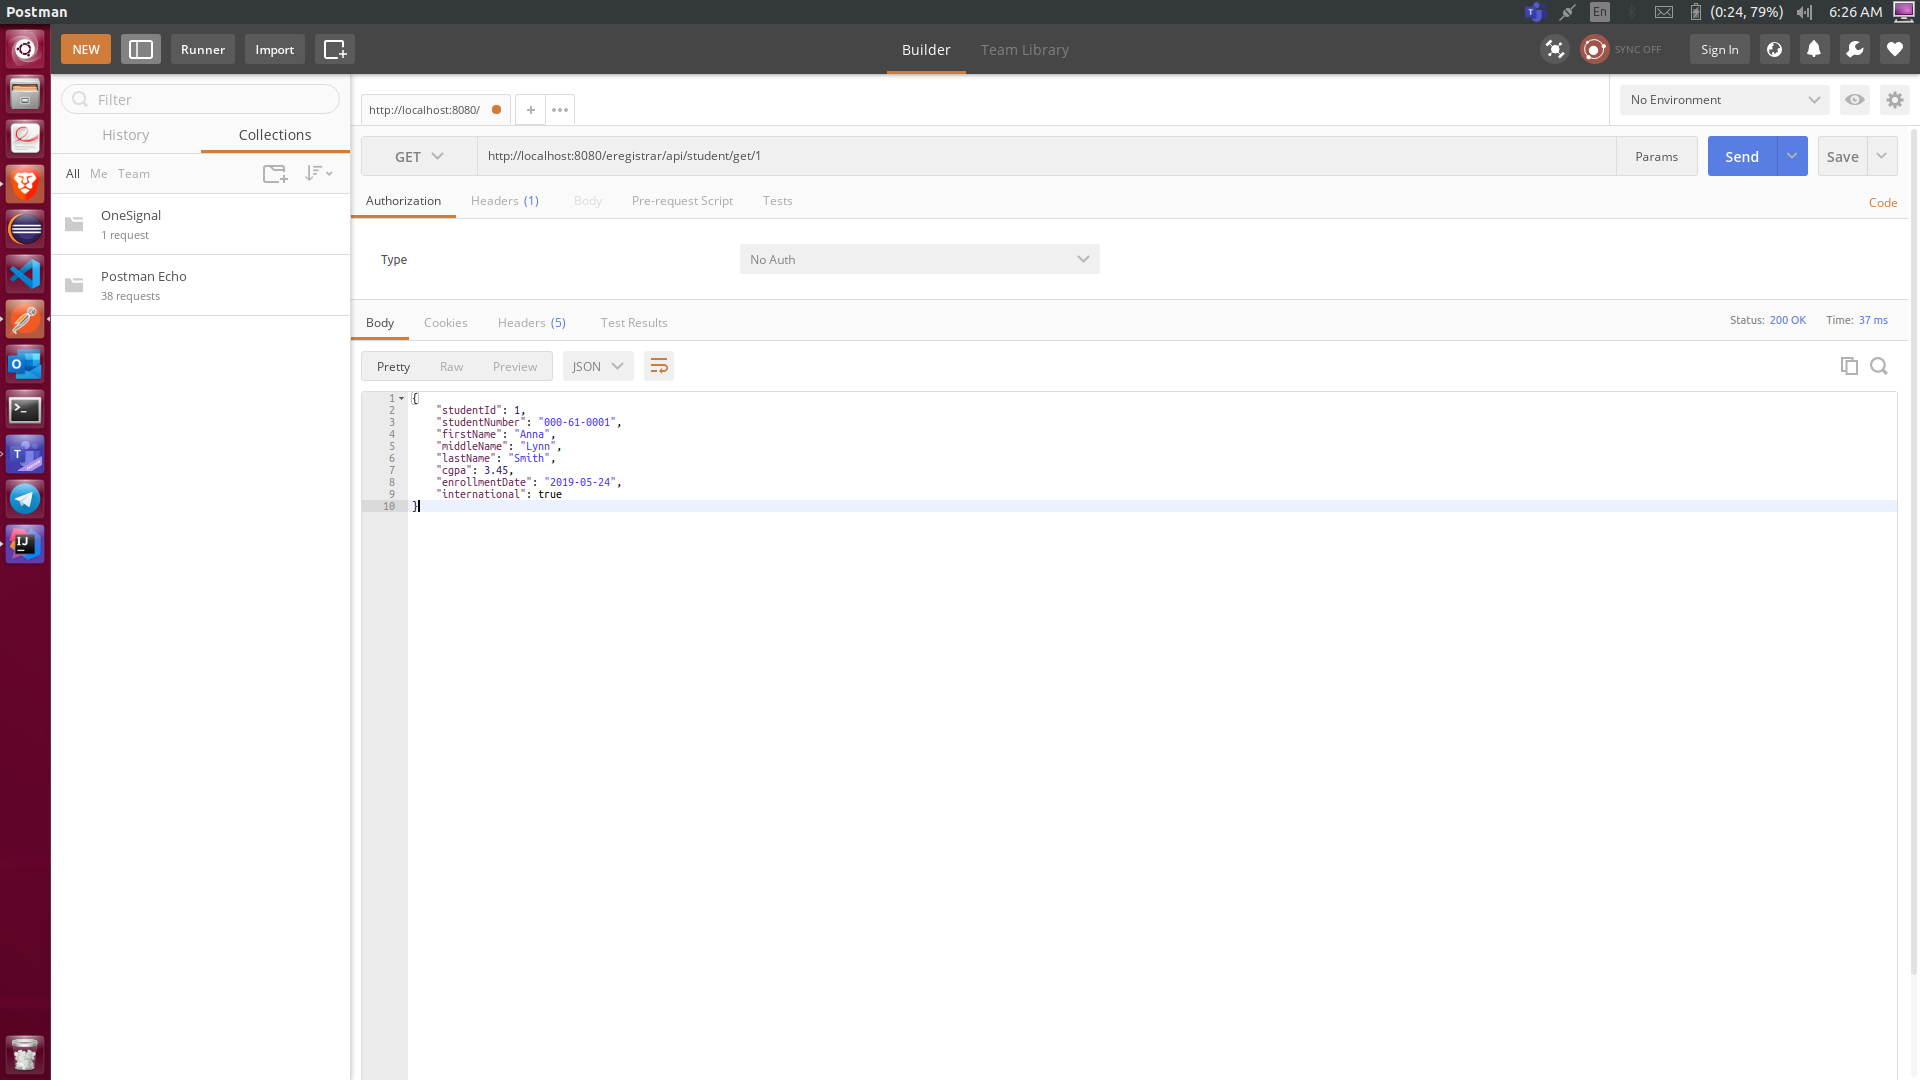 Postman
En
(0:24, 79%)
6:26 AM
NEW
Runner
Import
Builder
Team Library
SYNC OFF
Sign In
Filter
History
Collections
All Me Team
OneSignal
1 request
Postman Echo
38 requests
http://localhost:8080/
+
•••
No Environment
GET
http://localhost:8080/eregistrar/api/student/get/1
Params
Send
Save
Authorization
Headers (1)
Body
Pre-request Script
Tests
Code
Type
No Auth
Body
Cookies
Headers (5)
Test Results
Status: 200 OK
Time: 37 ms
Pretty
Raw
Preview
JSON
1 {
2 "studentId": 1,
3 "studentNumber": "000-61-0001",
4 "firstName": "Anna",
5 "middleName": "Lynn",
6 "lastName": "Smith",
7 "cgpa": 3.45,
8 "enrollmentDate": "2019-05-24",
9 "international": true
10 }